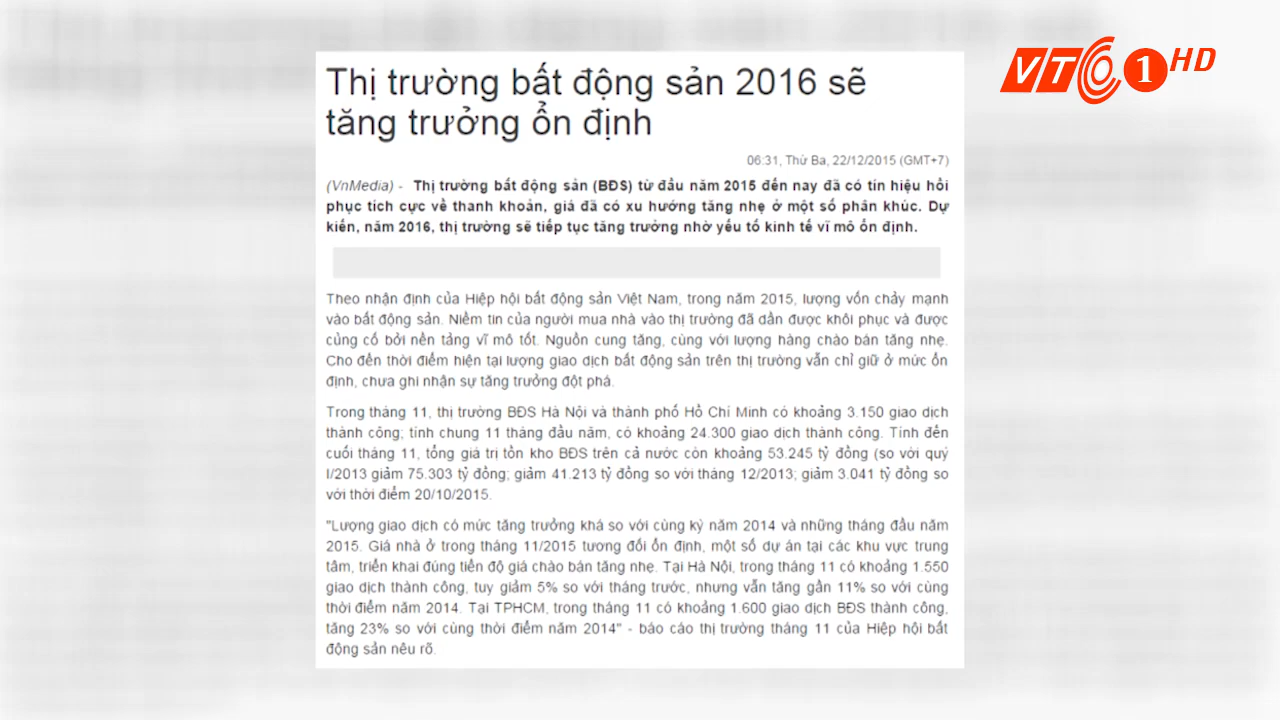 VTC 1 HD
Thị trường bất động sản 2016 sẽ
tăng trưởng ổn định
06:31, Thứ Ba, 22/12/2015 (GMT+7)
(VnMedia) - Thị trường bất động sản (BĐS) từ đầu năm 2015 đến nay đã có tín hiệu hồi
phục tích cực về thanh khoản, giá đã có xu hướng tăng nhẹ ở một số phân khúc. Dự
kiến, năm 2016, thị trường sẽ tiếp tục tăng trưởng nhờ yếu tố kinh tế vĩ mô ổn định.
Theo nhận định của Hiệp hội bất động sản Việt Nam, trong năm 2015, lượng vốn chảy mạnh
vào bất động sản. Niềm tin của người mua nhà vào thị trường đã dần được khôi phục và được
củng cố bởi nền tảng vĩ mô tốt. Nguồn cung tăng, cùng với lượng hàng chào bán tăng nhẹ.
Cho đến thời điểm hiện tại lượng giao dịch bất động sản trên thị trường vẫn chỉ giữ ở mức ổn
định, chưa ghi nhận sự tăng trưởng đột phá.
Trong tháng 11, thị trường BĐS Hà Nội và thành phố Hồ Chí Minh có khoảng 3.150 giao dịch
thành công; tính chung 11 tháng đầu năm, có khoảng 24.300 giao dịch thành công. Tính đến
cuối tháng 11, tổng giá trị tồn kho BĐS trên cả nước còn khoảng 53.245 tỷ đồng (so với quý
I/2013 giảm 75.303 tỷ đồng; giảm 41.213 tỷ đồng so với tháng 12/2013; giảm 3.041 tỷ đồng so
với thời điểm 20/10/2015.
"Lượng giao dịch có mức tăng trưởng khá so với cùng kỳ năm 2014 và những tháng đầu năm
2015. Giá nhà ở trong tháng 11/2015 tương đối ổn định, một số dự án tại các khu vực trung
tâm, triển khai đúng tiến độ giá chào bán tăng nhẹ. Tại Hà Nội, trong tháng 11 có khoảng 1.550
giao dịch thành công, tuy giảm 5% so với tháng trước, nhưng vẫn tăng gần 11% so với cùng
thời điểm năm 2014. Tại TPHCM, trong tháng 11 có khoảng 1.600 giao dịch BĐS thành công,
tăng 23% so với cùng thời điểm năm 2014" - báo cáo thị trường tháng 11 của Hiệp hội bất
động sản nêu rõ.